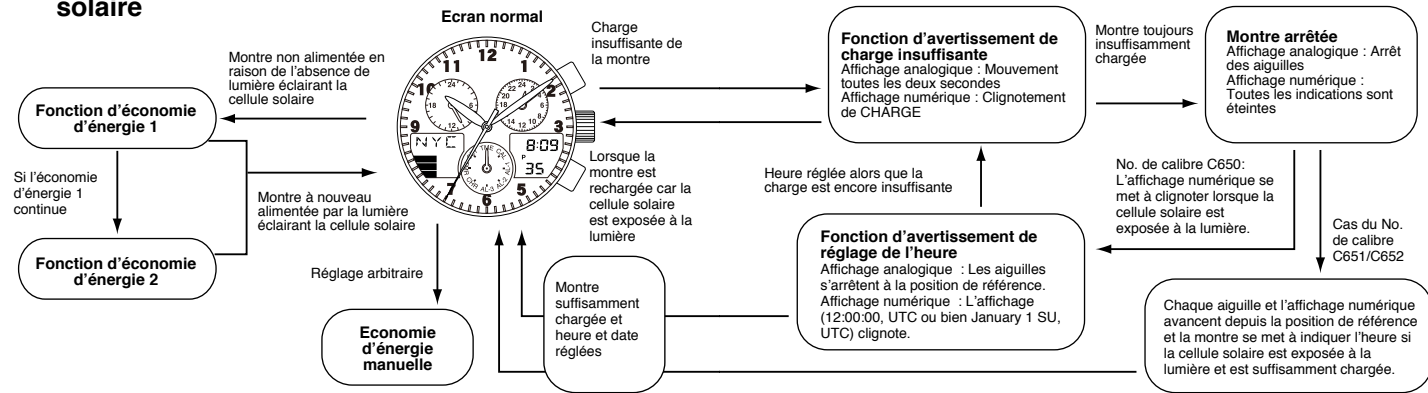 solaire
Ecran normal
Montre non alimentée en
raison de l'absence de
lumière éclairant la
cellule solaire
Fonction d'économie
d'énergie 1
Si l'économie
d'énergie 1
continue
Fonction d'économie
d'énergie 2
Montre à nouveau
alimentée par la lumière
éclairant la cellule solaire
12
1
2
3
5
6
7
9
10
11
NYC
8:09
P
35
Réglage arbitraire
Economie
d'énergie
manuelle
Charge
insuffisante de
la montre
Lorsque la
montre est
rechargée car la
cellule solaire
est exposée à la
lumière
Montre
suffisamment
chargée et
heure et date
réglées
Fonction d'avertissement de
charge insuffisante
Affichage analogique : Mouvement
toutes les deux secondes
Affichage numérique : Clignotement
de CHARGE
Heure réglée alors que la
charge est encore insuffisante
Fonction d'avertissement de
réglage de l'heure
Affichage analogique : Les aiguilles
s'arrêtent à la position de référence.
Affichage numérique : L'affichage
(12:00:00, UTC ou bien January 1 SU,
UTC) clignote.
Montre toujours
insuffisamment
chargée
Montre arrêtée
Affichage analogique : Arrêt
des aiguilles
Affichage numérique :
Toutes les indications sont
éteintes
No. de calibre C650:
L'affichage numérique se
met à clignoter lorsque la
cellule solaire est
exposée à la lumière.
Cas du No.
de calibre
C651/C652
Chaque aiguille et l'affichage numérique
avancent depuis la position de référence
et la montre se met à indiquer l'heure si
la cellule solaire est exposée à la
lumière et est suffisamment chargée.